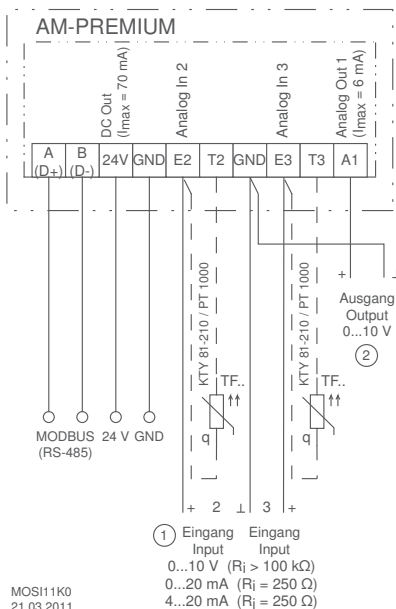 AM-PREMIUM
DC Out
(Imax = 70 mA)
Analog In 2
Analog In 3
Analog Out 1
(Imax = 6 mA)
A B 24V GND E2 T2 GND E3 T3 A1
(D+) (D-)
KTY 81-210 / PT 1000
KTY 81-210 / PT 1000
+ -
Ausgang
Output
0...10 V
2
TF.. TF..
q q
MODBUS 24 V GND
(RS-485)
+ 2 ⊥ 3 +
1 Eingang Eingang
Input Input
0...10 V (Ri > 100 kΩ)
0...20 mA (Ri = 250 Ω)
4...20 mA (Ri = 250 Ω)
MOSI11K0
21.03.2011